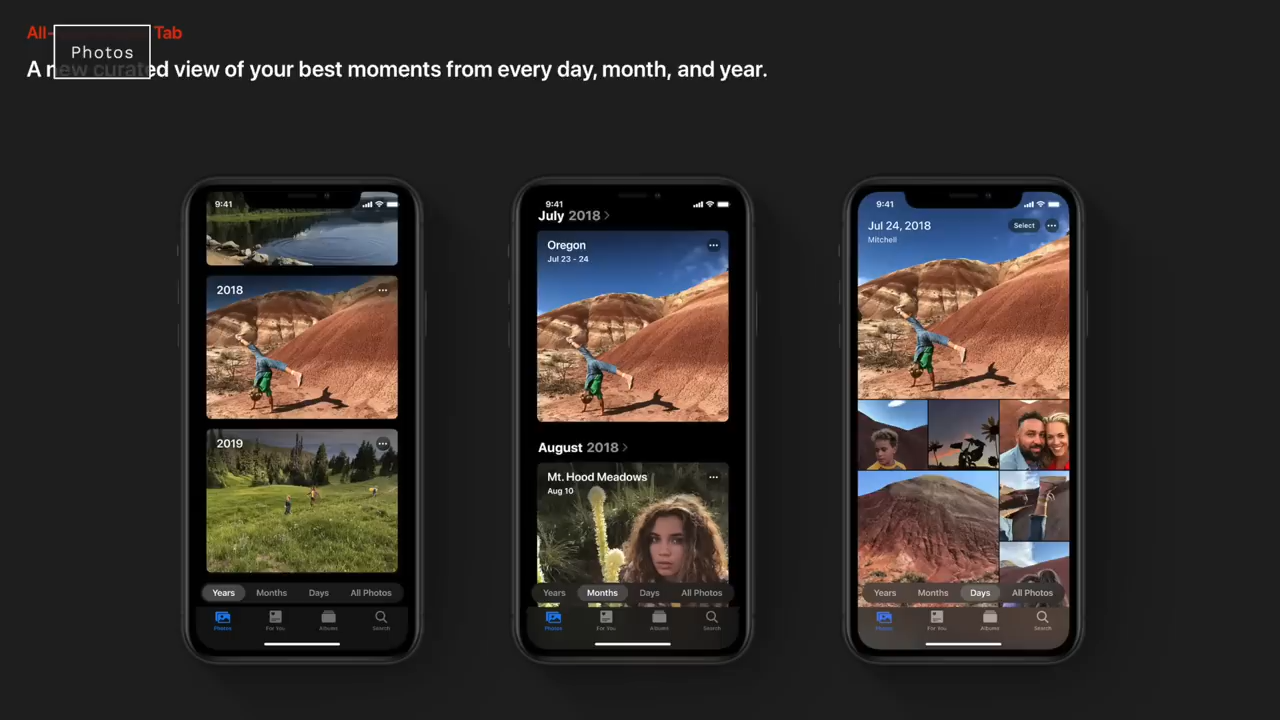 All- Tab
Photos
A new curated view of your best moments from every day, month, and year.
9:41
2018
2019
Years Months Days All Photos
Photos For You Albums Search
9:41
July 2018 >
Oregon
Jul 23 - 24
August 2018 >
Mt. Hood Meadows
Aug 10
Years Months Days All Photos
Photos For You Albums Search
9:41
Jul 24, 2018
Mitchell
Select
Years Months Days All Photos
Photos For You Albums Search